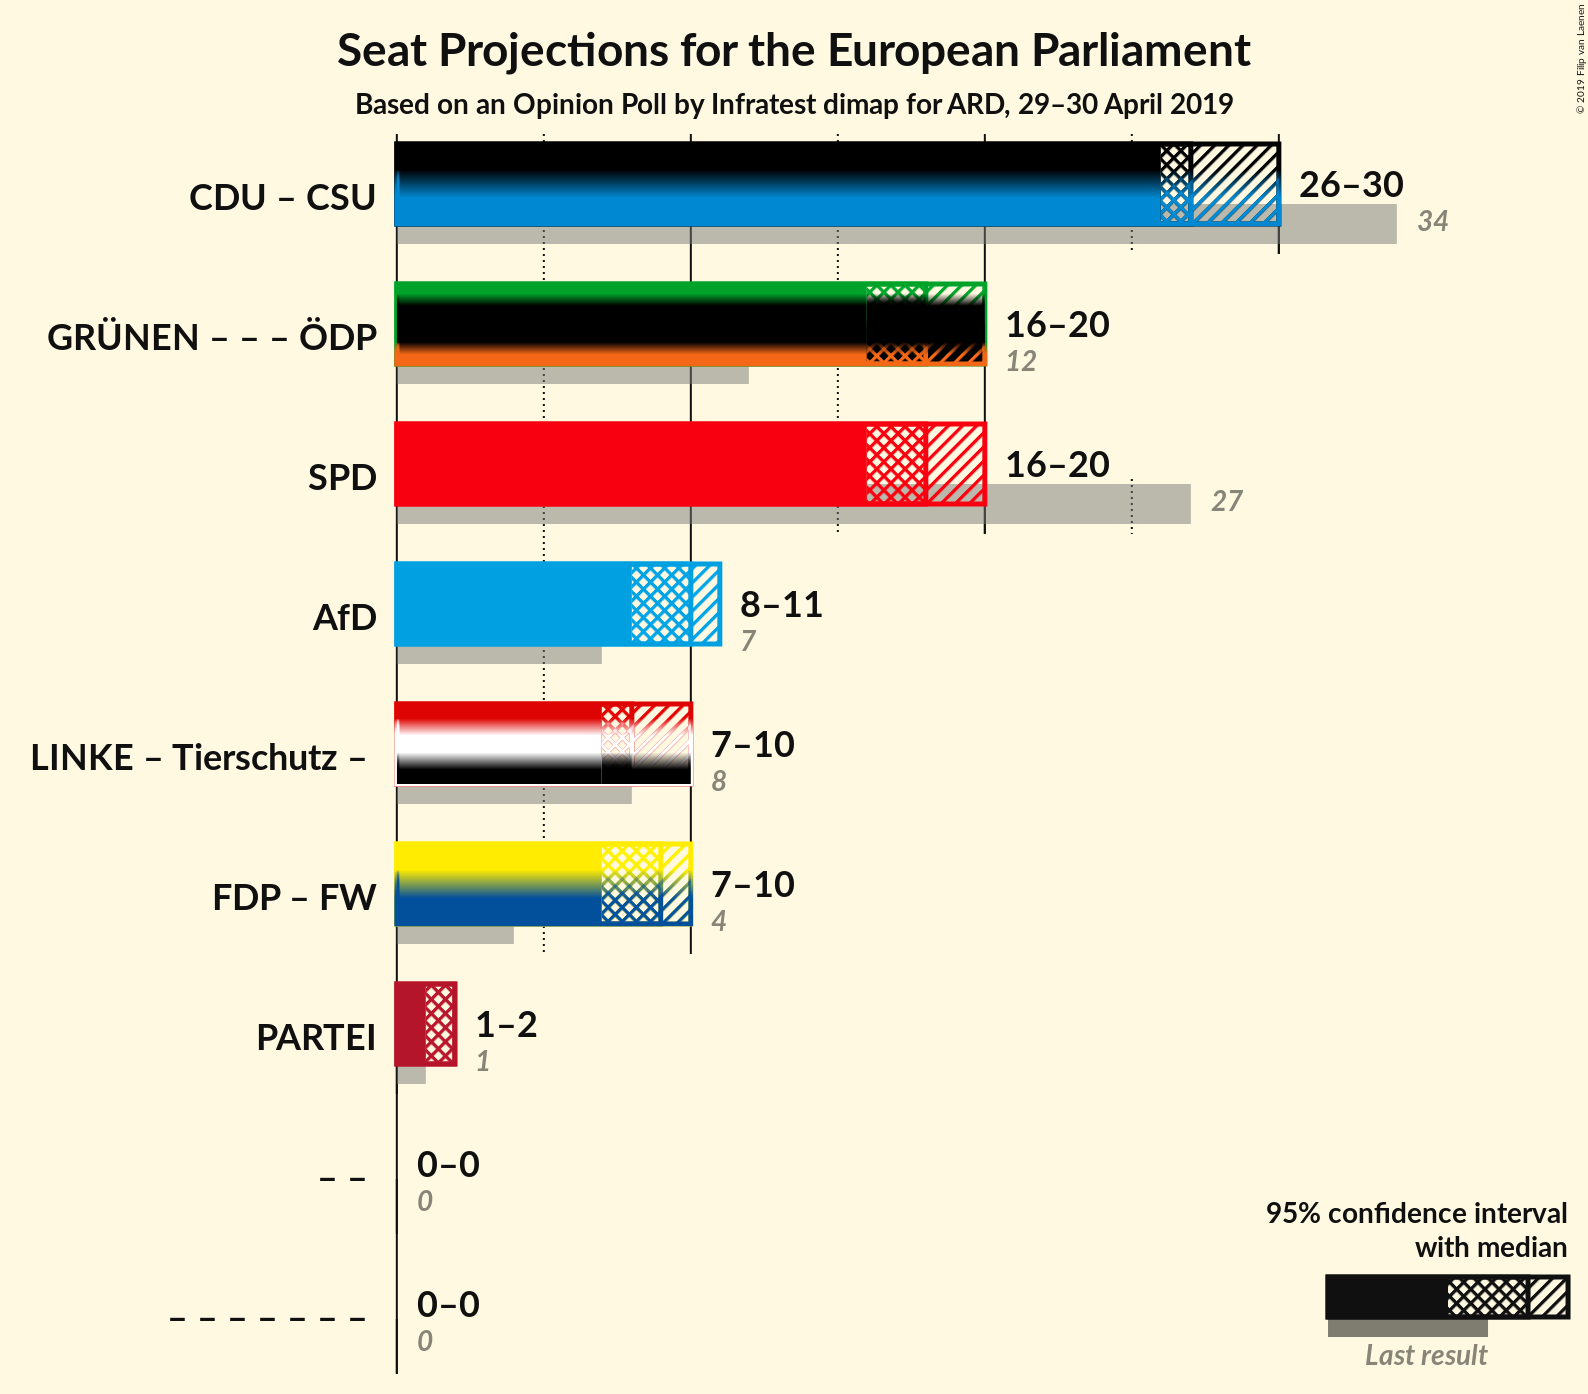 Seat Projections for the European Parliament
Based on an Opinion Poll by Infratest dimap for ARD, 29–30 April 2019
© 2019 Filip van Laenen
CDU – CSU
26–30
34
GRÜNEN – – – ÖDP
16–20
12
SPD
16–20
27
AfD
8–11
7
LINKE – Tierschutz –
7–10
8
FDP – FW
7–10
4
PARTEI
1–2
1
– –
0–0
0
– – – – – – –
0–0
0
95% confidence interval
with median
Last result